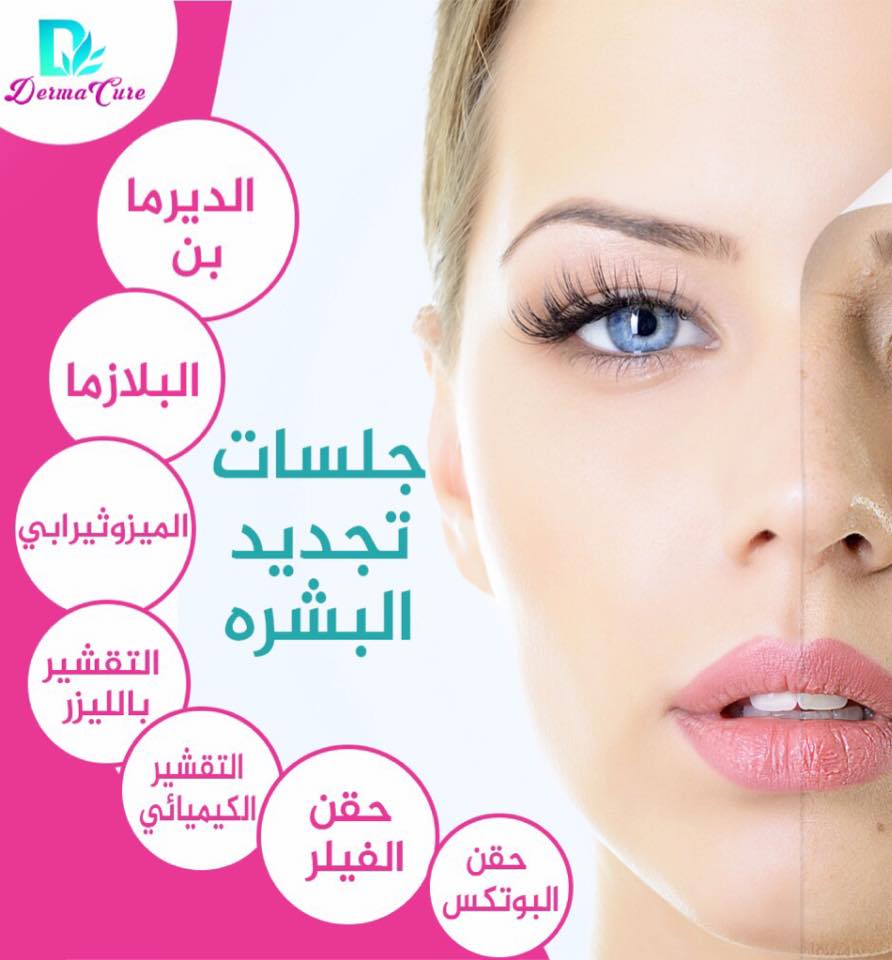 DermaCure
الديرما
بن
البلازما
الميزوثيرابي
التقشير
بالليزر
التقشير
الكيميائي
حقن
الفيلر
حقن
البوتكس
جلسات
تجديد
البشره